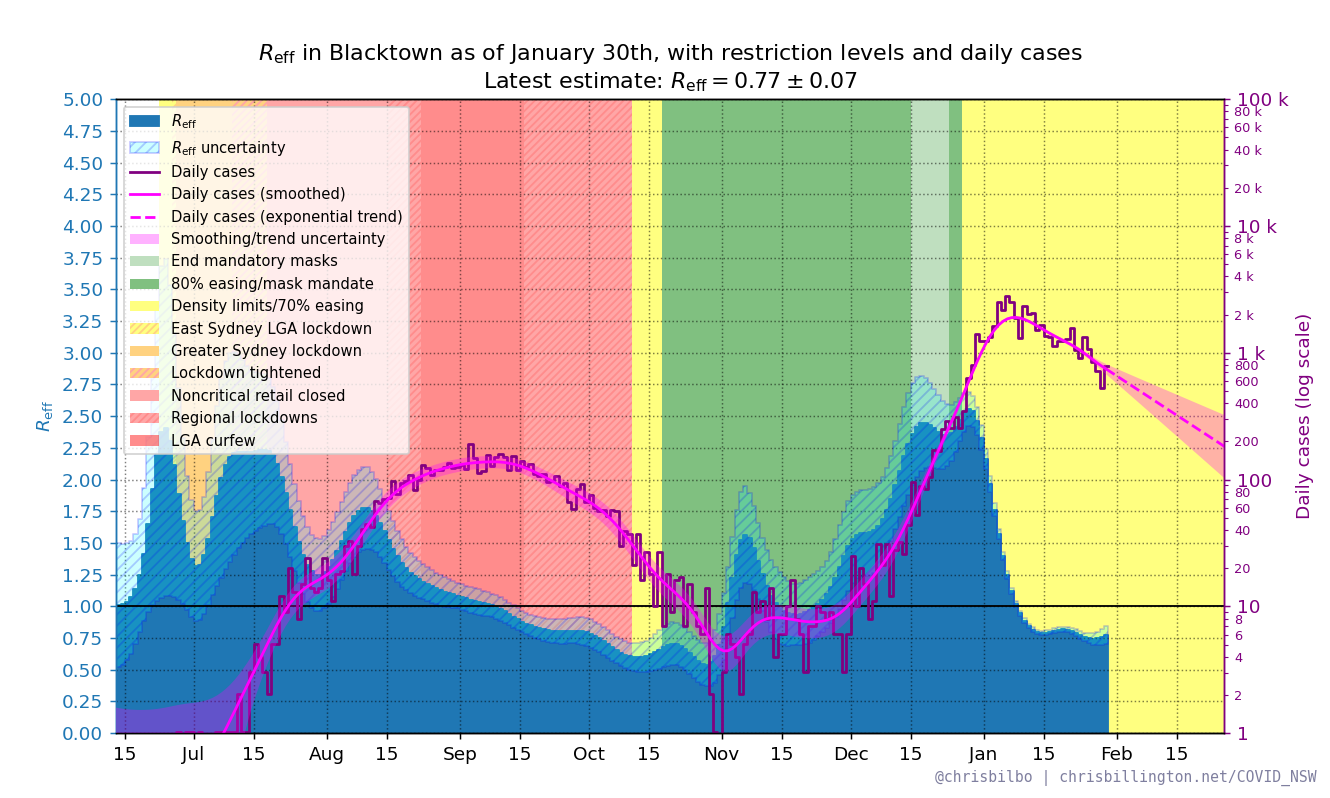 R_eff in Blacktown as of January 30th, with restriction levels and daily cases
Latest estimate: R_eff = 0.77 ± 0.07
R_eff
5.00
4.75
4.50
4.25
4.00
3.75
3.50
3.25
3.00
2.75
2.50
2.25
2.00
1.75
1.50
1.25
1.00
0.75
0.50
0.25
0.00
R_eff
R_eff uncertainty
Daily cases
Daily cases (smoothed)
Daily cases (exponential trend)
Smoothing/trend uncertainty
End mandatory masks
80% easing/mask mandate
Density limits/70% easing
East Sydney LGA lockdown
Greater Sydney lockdown
Lockdown tightened
Noncritical retail closed
Regional lockdowns
LGA curfew
100 k
80 k
60 k
40 k
20 k
10 k
8 k
6 k
4 k
2 k
1 k
800
600
400
200
100
80
60
40
20
10
8
6
4
2
1
Daily cases (log scale)
15 Jul 15 Aug 15 Sep 15 Oct 15 Nov 15 Dec 15 Jan 15 Feb 15
@chrisbilbo | chrisbillington.net/COVID_NSW